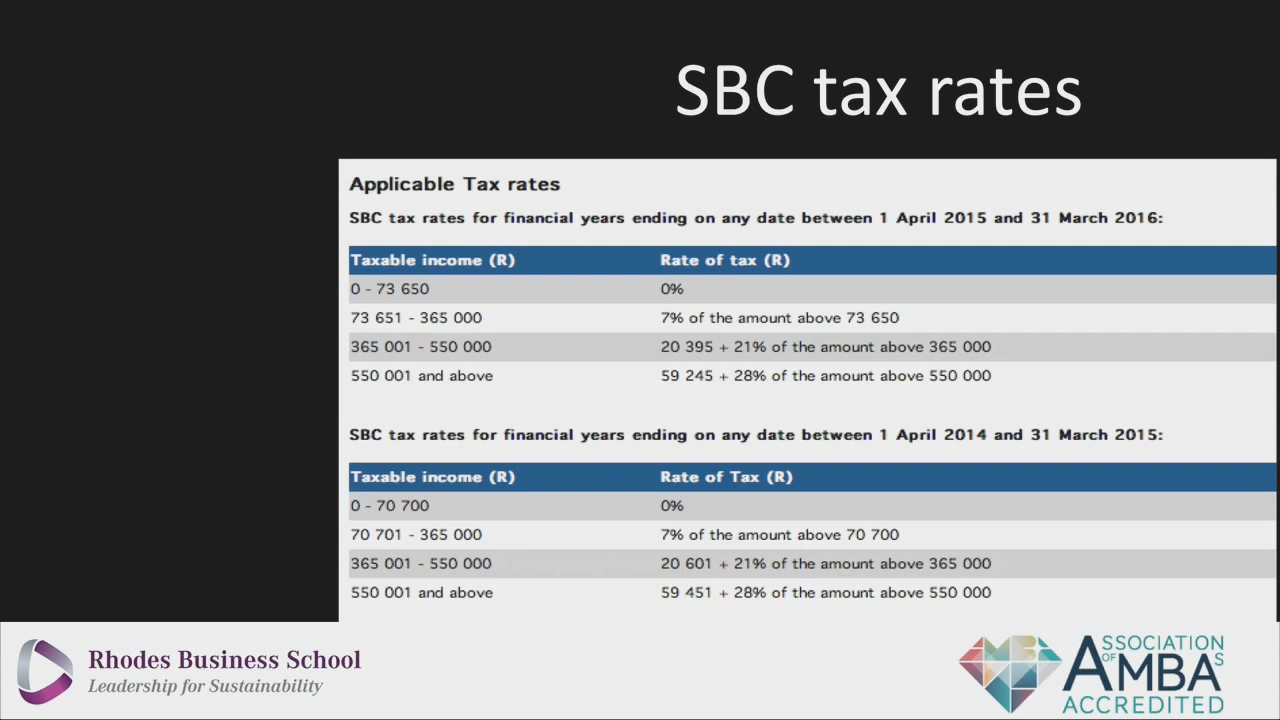 SBC tax rates
Applicable Tax rates
SBC tax rates for financial years ending on any date between 1 April 2015 and 31 March 2016:
Taxable income (R) Rate of tax (R)
0 - 73 650 0%
73 651 - 365 000 7% of the amount above 73 650
365 001 - 550 000 20 395 + 21% of the amount above 365 000
550 001 and above 59 245 + 28% of the amount above 550 000
SBC tax rates for financial years ending on any date between 1 April 2014 and 31 March 2015:
Taxable income (R) Rate of Tax (R)
0 - 70 700 0%
70 701 - 365 000 7% of the amount above 70 700
365 001 - 550 000 20 601 + 21% of the amount above 365 000
550 001 and above 59 451 + 28% of the amount above 550 000
Rhodes Business School
Leadership for Sustainability
MBA
ASSOCIATION
OF AMBAS
ACCREDITED